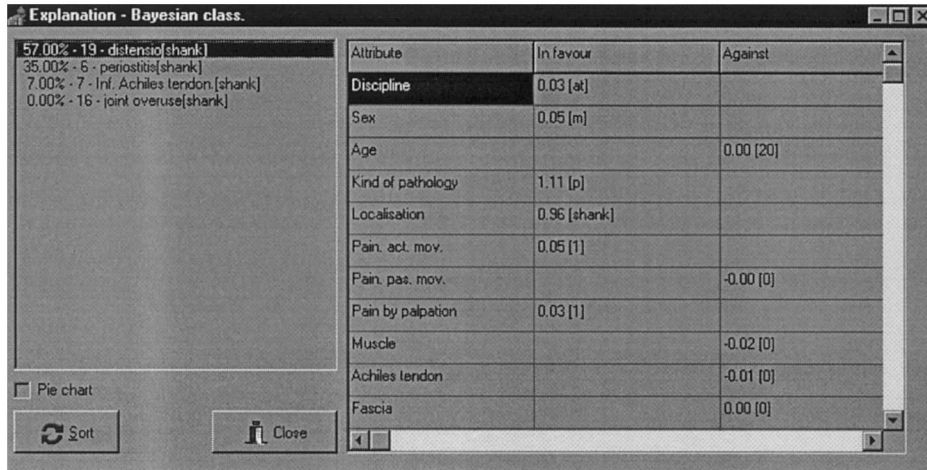 Explanation - Bayesian class.
57.00% - 19 - distensio[shank]
35.00% - 6 - periostitis[shank]
7.00% - 7 - Inf. Achiles tendon.[shank]
0.00% - 16 - joint overuse[shank]
Pie chart
Sort
Close
Attribute In favour Against
Discipline 0.03 [at]
Sex 0.05 [m]
Age 0.00 [20]
Kind of pathology 1.11 [p]
Localisation 0.96 [shank]
Pain. act. mov. 0.05 [1]
Pain. pas. mov. -0.00 [0]
Pain by palpation 0.03 [1]
Muscle -0.02 [0]
Achiles tendon -0.01 [0]
Fascia 0.00 [0]